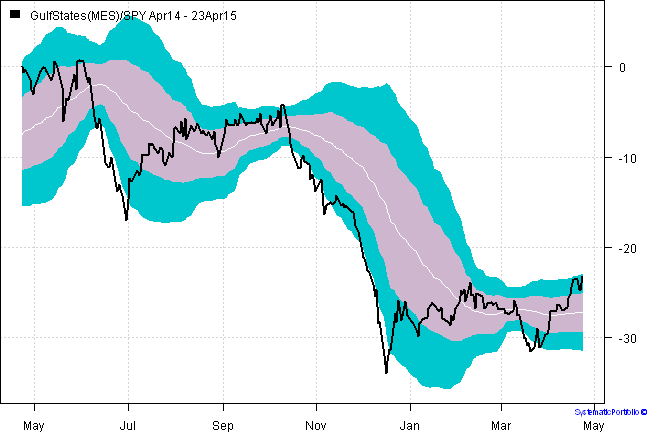 GulfStates(MES)/SPY Apr14 - 23Apr15
0
-10
-20
-30
SystematicPortfolio ©
May Jul Sep Nov Jan Mar May